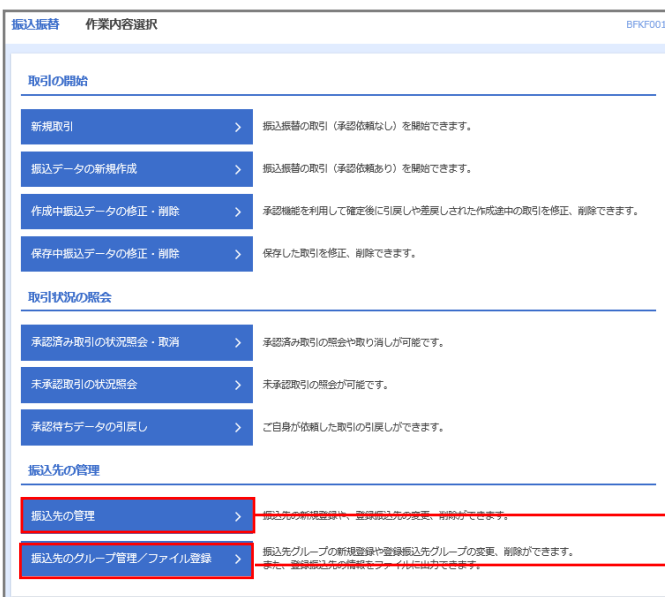 振込振替 作業内容選択 BFKF001
取引の開始
新規取引 振込振替の取引（承認依頼なし）を開始できます。
振込データの新規作成 振込振替の取引（承認依頼あり）を開始できます。
作成中振込データの修正・削除 承認機能を利用して確定後に引戻しや差戻しされた作成途中の取引を修正、削除できます。
保存中振込データの修正・削除 保存した取引を修正、削除できます。
取引状況の照会
承認済み取引の状況照会・取消 承認済み取引の照会や取り消しが可能です。
未承認取引の状況照会 未承認取引の照会が可能です。
承認待ちデータの引戻し ご自身が依頼した取引の引戻しができます。
振込先の管理
振込先の管理 振込先の新規登録や、登録振込先の変更、削除ができます。
振込先のグループ管理／ファイル登録 振込先グループの新規登録や登録振込先グループの変更、削除ができます。
また、登録振込先の情報をファイルに出力できます。